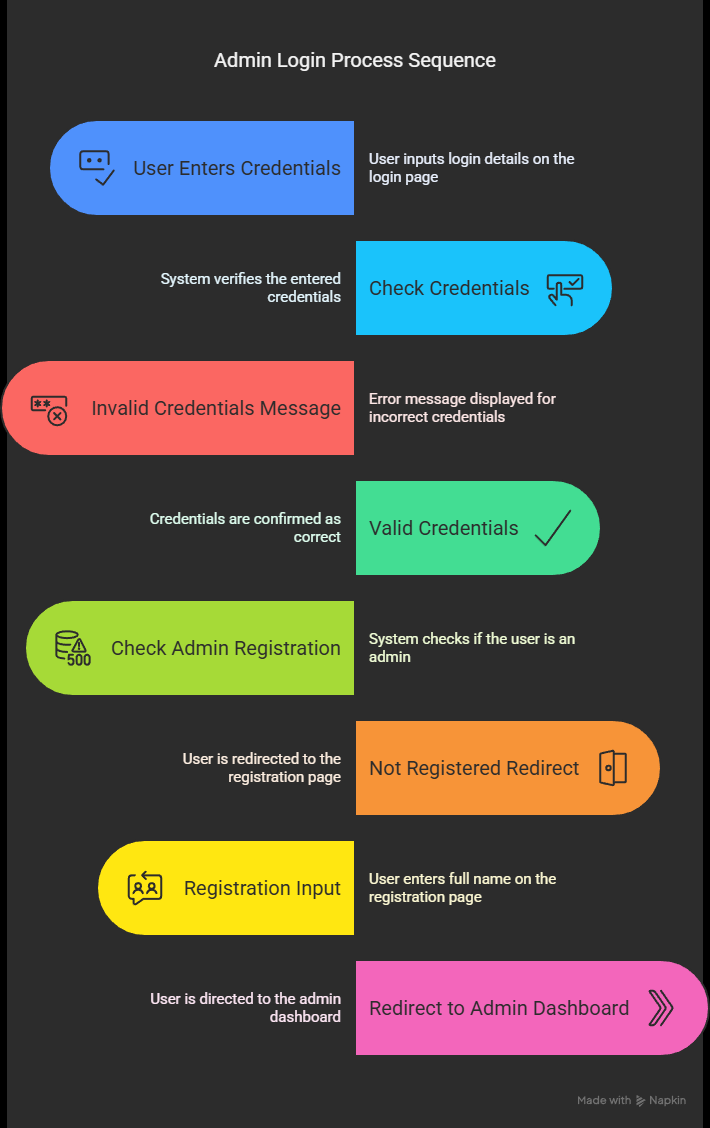 Admin Login Process Sequence
User Enters Credentials
User inputs login details on the
login page
System verifies the entered
credentials
Check Credentials
**
Invalid Credentials Message
Error message displayed for
incorrect credentials
Credentials are confirmed as
correct
Valid Credentials
500
Check Admin Registration
System checks if the user is an
admin
User is redirected to the
registration page
Not Registered Redirect
Registration Input
User enters full name on the
registration page
User is directed to the admin
dashboard
Redirect to Admin Dashboard
Made with Napkin